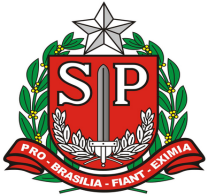 SP
PRO - BRASILIA - FIANT - EXIMIA